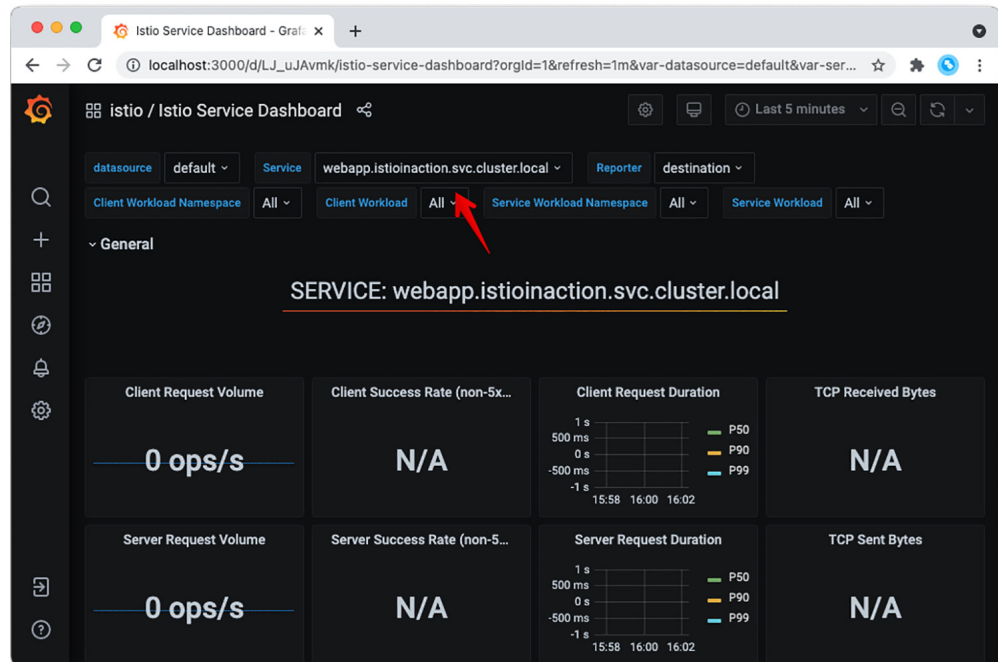 Istio Service Dashboard - Grafa
localhost:3000/d/LJ_uJAvmk/istio-service-dashboard?orgId=1&refresh=1m&var-datasource=default&var-ser...
istio / Istio Service Dashboard
Last 5 minutes
datasource default Service webapp.istioinaction.svc.cluster.local Reporter destination
Client Workload Namespace All Client Workload All Service Workload Namespace All Service Workload All
General
SERVICE: webapp.istioinaction.svc.cluster.local
Client Request Volume
0 ops/s
Client Success Rate (non-5x...
N/A
Client Request Duration
1 s
500 ms
0 s
-500 ms
-1 s
15:58 16:00 16:02
P50
P90
P99
TCP Received Bytes
N/A
Server Request Volume
0 ops/s
Server Success Rate (non-5...
N/A
Server Request Duration
1 s
500 ms
0 s
-500 ms
-1 s
15:58 16:00 16:02
P50
P90
P99
TCP Sent Bytes
N/A